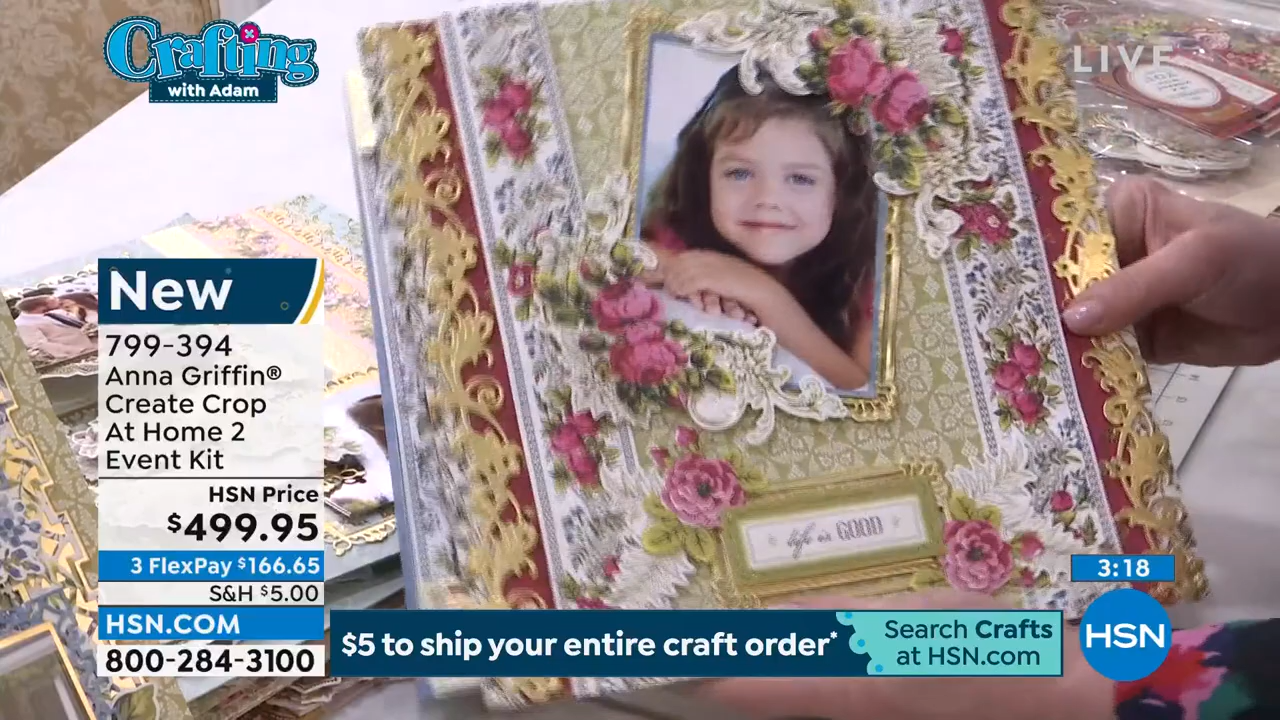 Crafting
with Adam
LIVE
New
799-394
Anna Griffin®
Create Crop
At Home 2
Event Kit
HSN Price
$499.95
3 FlexPay $166.65
S&H $5.00
HSN.COM
800-284-3100
life is GOOD
3:18
$5 to ship your entire craft order*
Search Crafts
at HSN.com
HSN